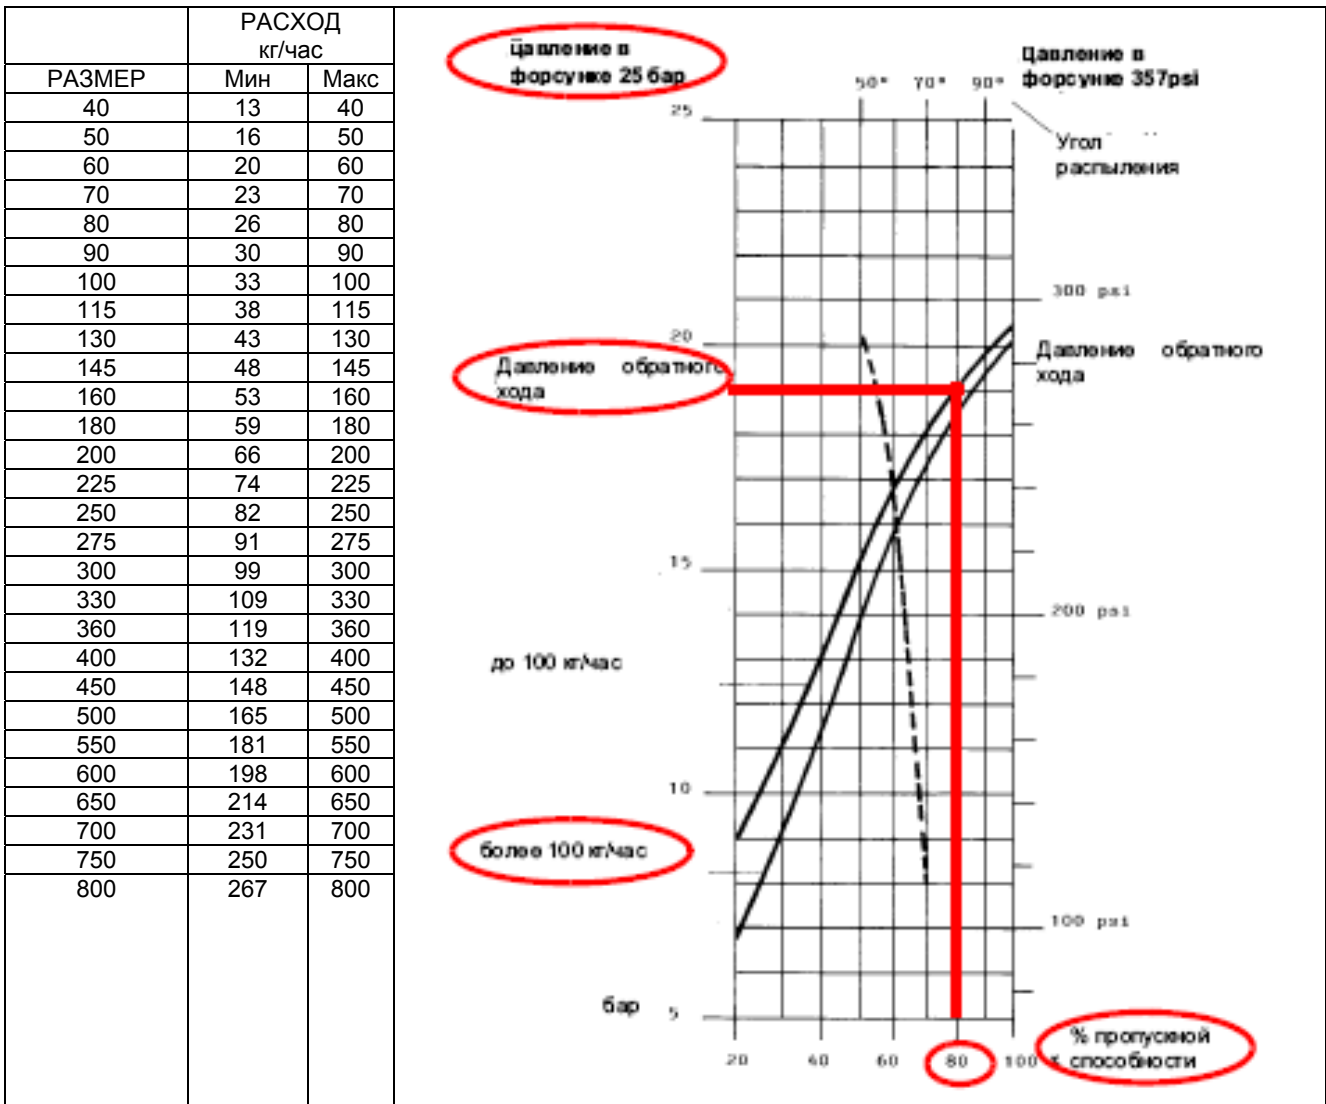 РАСХОД
кг/час
РАЗМЕР Мин Макс
40 13 40
50 16 50
60 20 60
70 23 70
80 26 80
90 30 90
100 33 100
115 38 115
130 43 130
145 48 145
160 53 160
180 59 180
200 66 200
225 74 225
250 82 250
275 91 275
300 99 300
330 109 330
360 119 360
400 132 400
450 148 450
500 165 500
550 181 550
600 198 600
650 214 650
700 231 700
750 250 750
800 267 800
Давление в
форсунке 25 бар
Давление в
форсунке 357psi
50° 70° 90°
Угол
распыления
25
300 psi
20
Давление обратного
хода
Давление обратного
хода
15
200 psi
до 100 кг/час
10
более 100 кг/час
100 psi
бар 5
20 40 60 80 100
% пропускной
способности